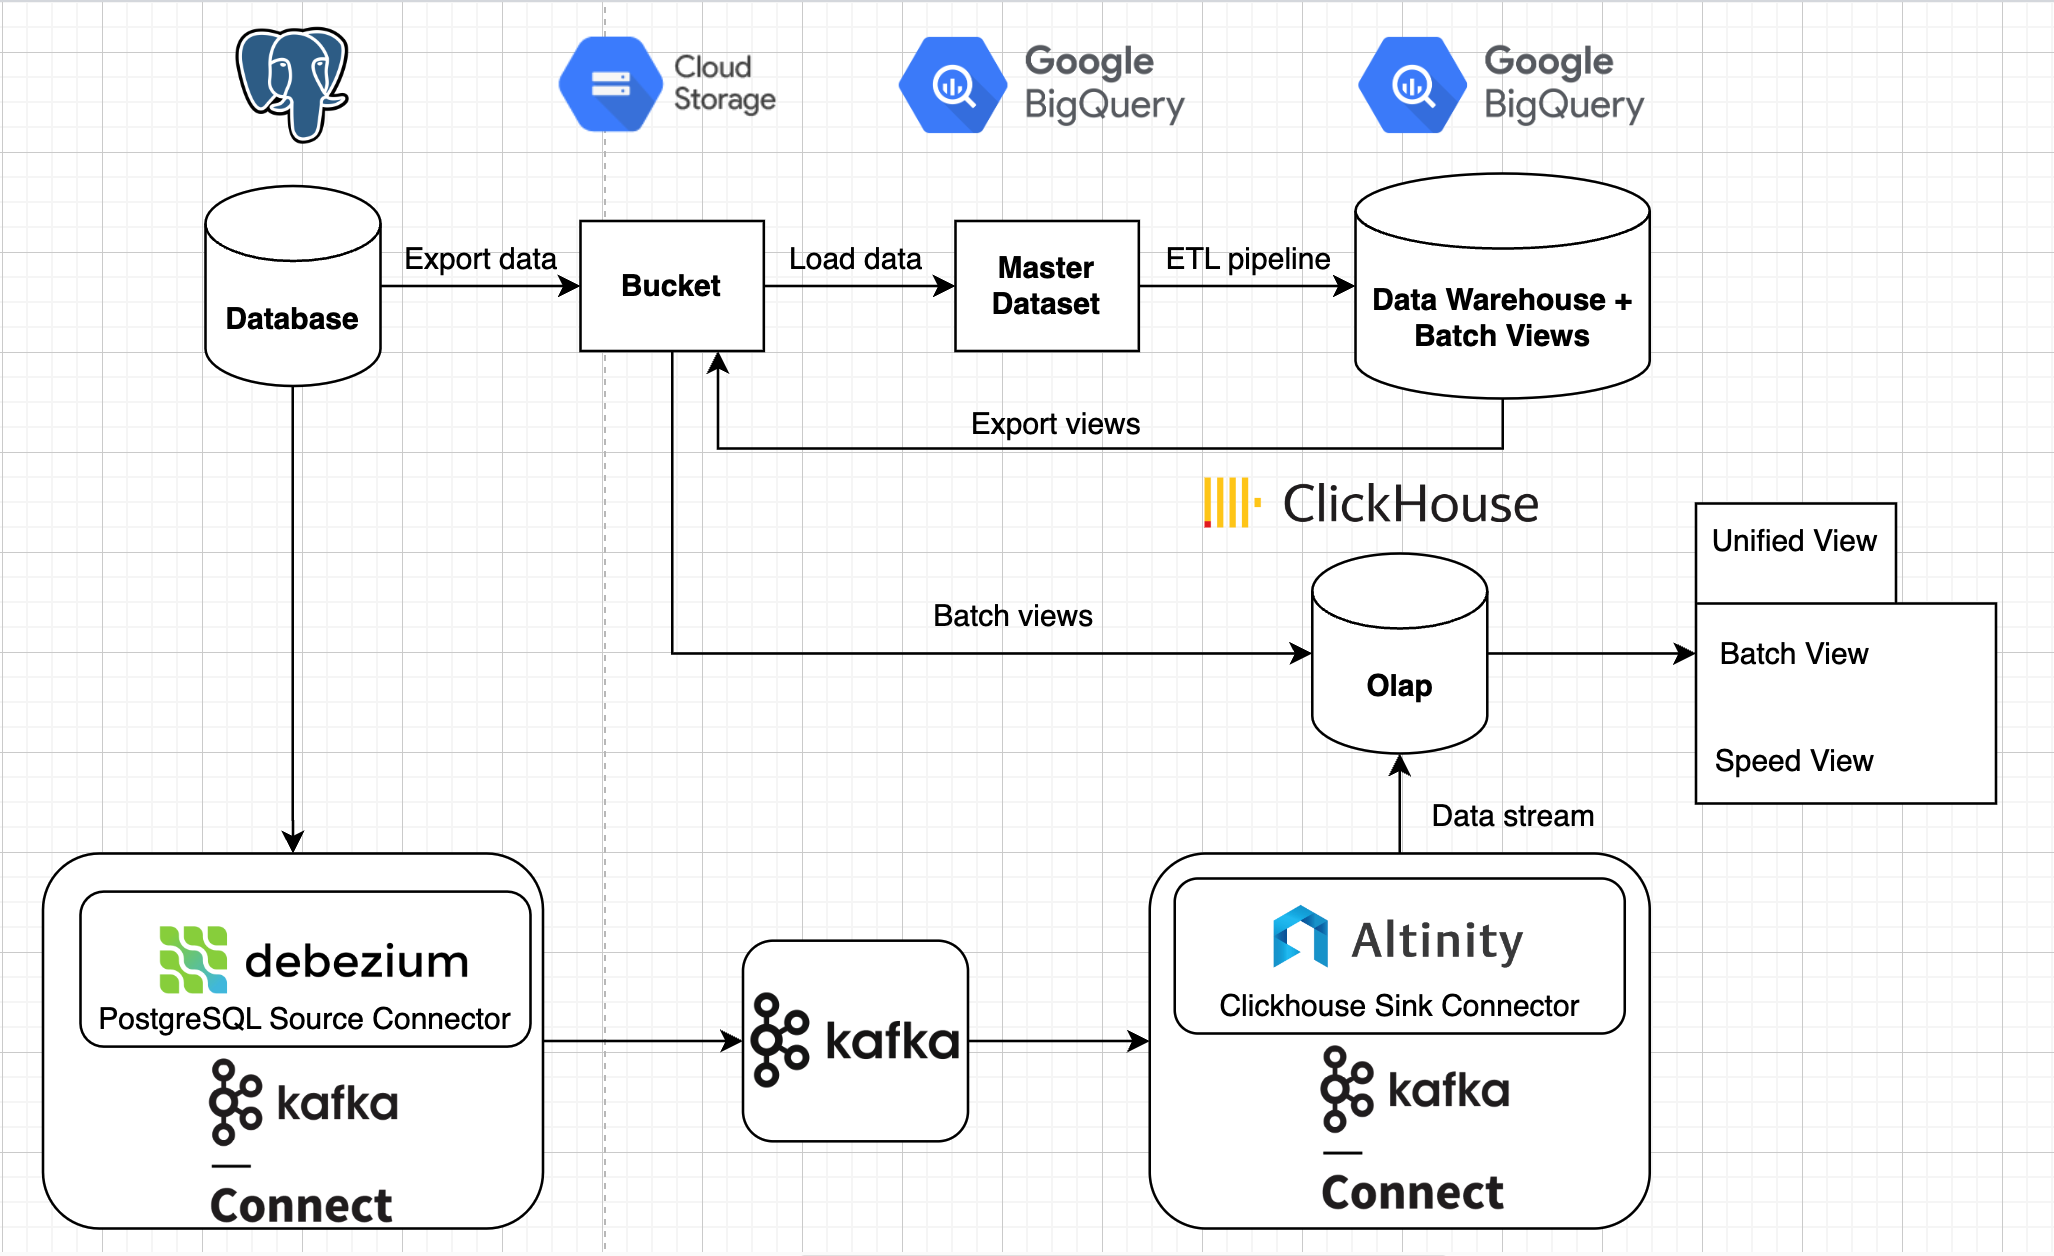 Cloud
Storage
Google
BigQuery
Google
BigQuery
Database
Export data
Bucket
Load data
Master
Dataset
ETL pipeline
Data Warehouse +
Batch Views
Export views
ClickHouse
Unified View
Batch views
Olap
Batch View
Speed View
Data stream
debezium
PostgreSQL Source Connector
kafka
Connect
kafka
Altinity
Clickhouse Sink Connector
kafka
Connect